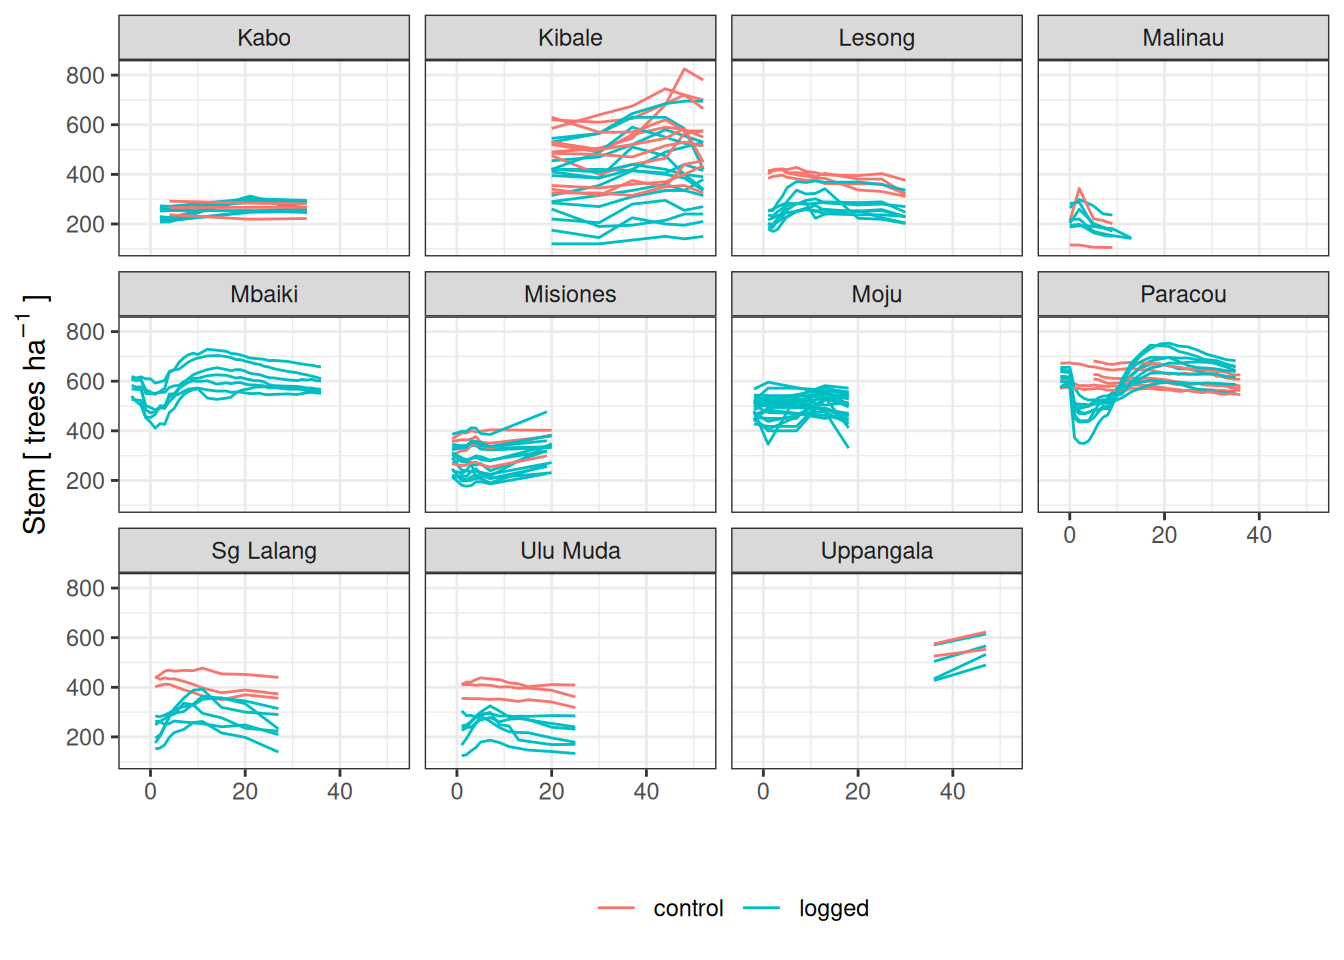 Kabo Kibale Lesong Malinau
800
600
400
200
Mbaiki Misiones Moju Paracou
800
600
400
200
0 20 40
Sg Lalang Ulu Muda Uppangala
800
600
400
200
0 20 40 0 20 40 0 20 40
Stem [ trees ha⁻¹ ]
control logged